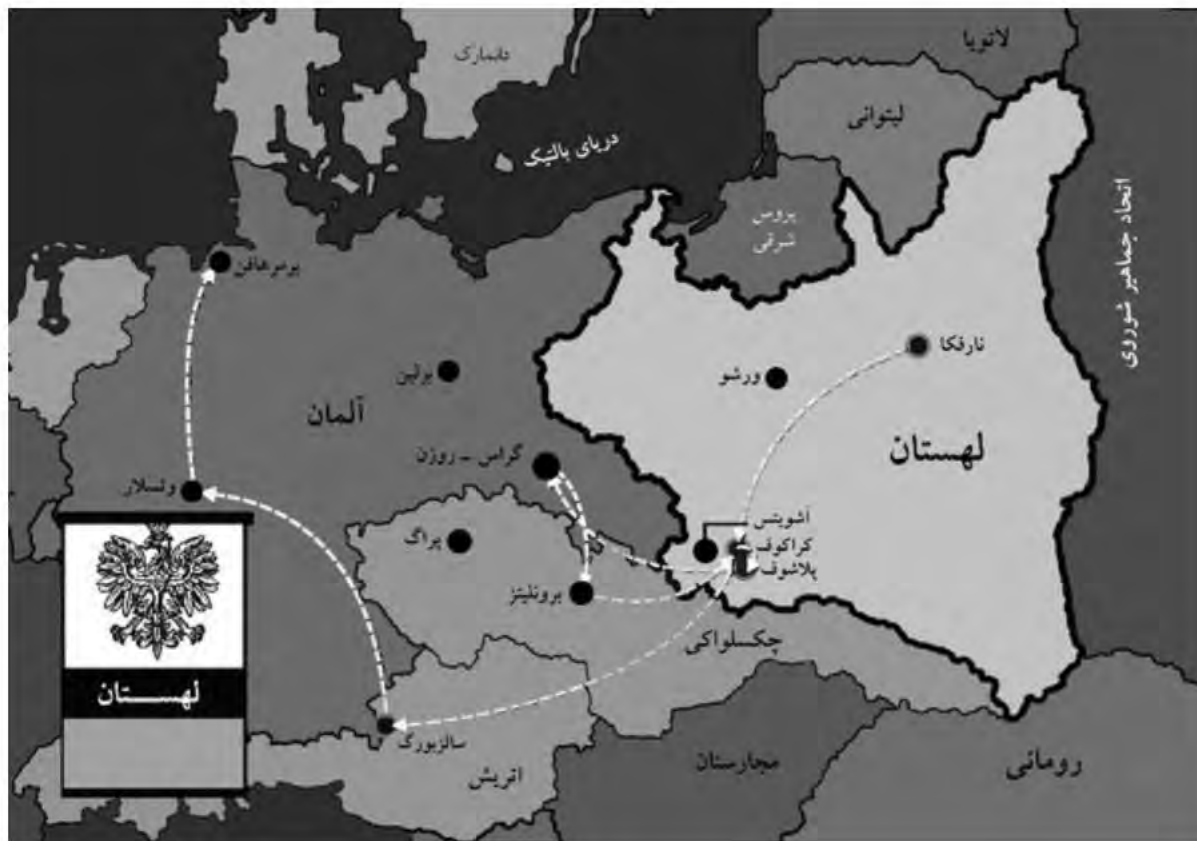 لاتویا
دانمارک
لیتوانی
دریای بالتیک
پروس
شرقی
اتحاد جماهیر شوروی
برمرهافن
نارفکا
برلین
ورشو
آلمان
لهستان
گراس ـ روزن
وتسلار
آشویتس
کراکوف
پلاشوف
پراگ
برونلیتز
چکسلواکی
لهستان
سالزبورگ
اتریش
مجارستان
رومانی